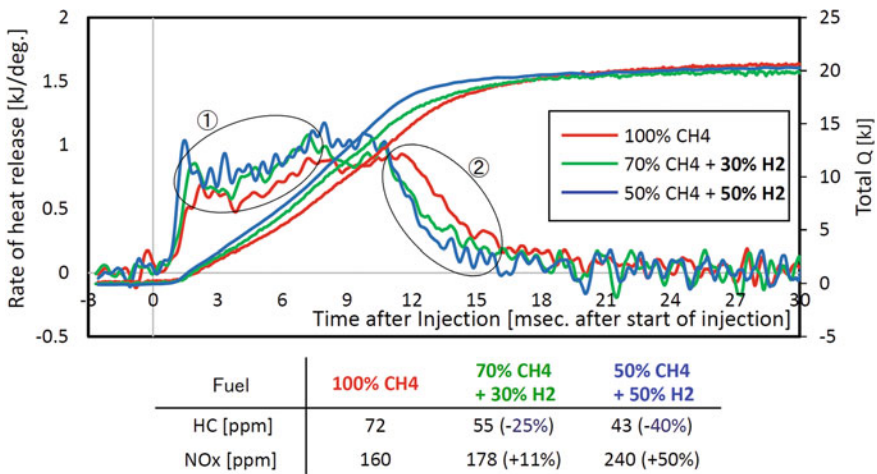 Rate of heat release [kJ/deg.]
2
1.5
1
0.5
0
-0.5
25
20
15
10
5
0
-5
Total Q [kJ]
①
②
100% CH4
70% CH4 + 30% H2
50% CH4 + 50% H2
-3 0 3 6 9 12 15 18 21 24 27 30
Time after Injection [msec. after start of injection]
Fuel 100% CH4 70% CH4 + 30% H2 50% CH4 + 50% H2
HC [ppm] 72 55 (-25%) 43 (-40%)
NOx [ppm] 160 178 (+11%) 240 (+50%)